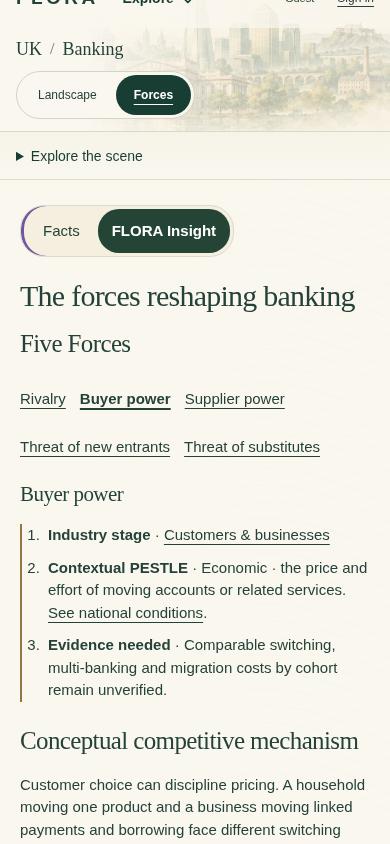 FLORA Explore Guest Sign in
UK / Banking
Landscape Forces
Explore the scene
Facts FLORA Insight
The forces reshaping banking
Five Forces
Rivalry Buyer power Supplier power
Threat of new entrants Threat of substitutes
Buyer power
1. Industry stage · Customers & businesses
2. Contextual PESTLE · Economic · the price and
effort of moving accounts or related services.
See national conditions.
3. Evidence needed · Comparable switching,
multi-banking and migration costs by cohort
remain unverified.
Conceptual competitive mechanism
Customer choice can discipline pricing. A household
moving one product and a business moving linked
payments and borrowing face different switching